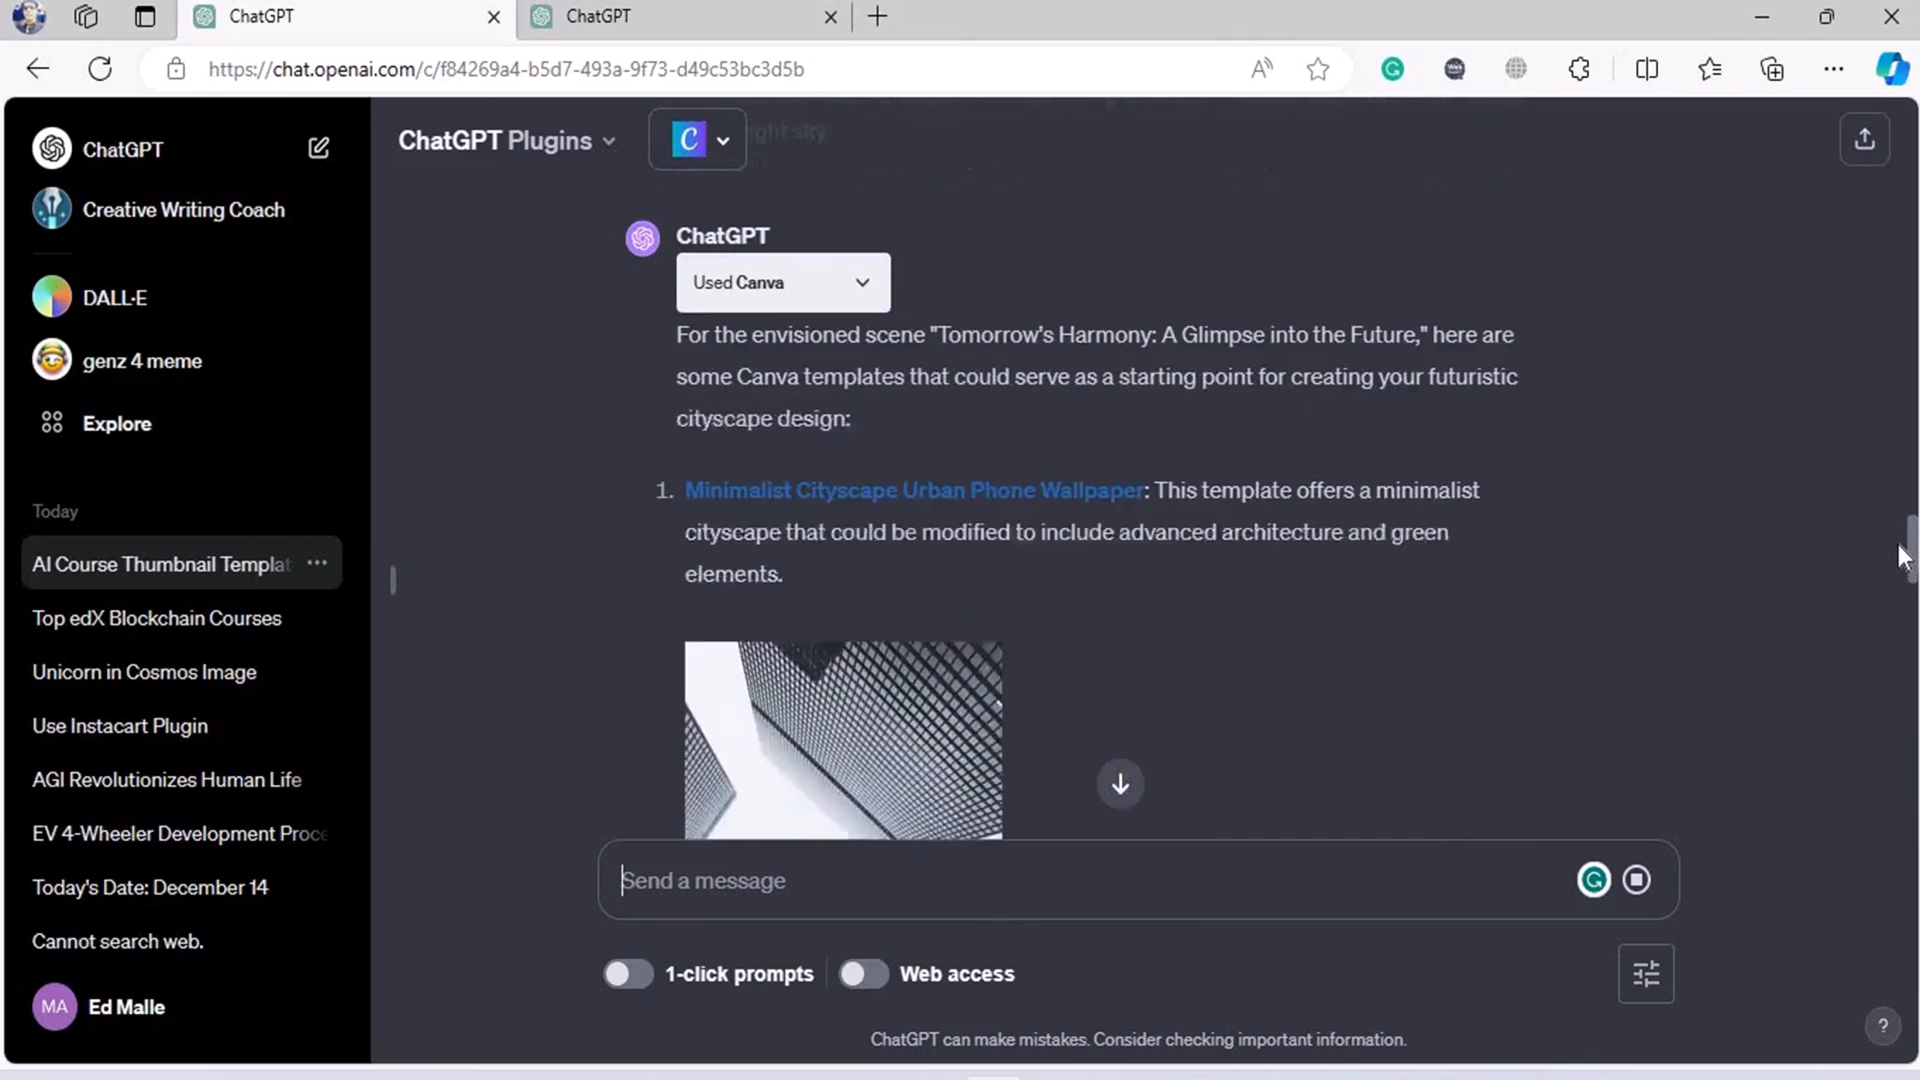 ChatGPT
ChatGPT
https://chat.openai.com/c/f84269a4-b5d7-493a-9f73-d49c53bc3d5b
ChatGPT
Creative Writing Coach
DALL·E
genz 4 meme
Explore
Today
AI Course Thumbnail Templat
Top edX Blockchain Courses
Unicorn in Cosmos Image
Use Instacart Plugin
AGI Revolutionizes Human Life
EV 4-Wheeler Development Proce
Today's Date: December 14
Cannot search web.
MA
Ed Malle
ChatGPT Plugins
C
ght sky
ChatGPT
Used Canva
For the envisioned scene "Tomorrow's Harmony: A Glimpse into the Future," here are
some Canva templates that could serve as a starting point for creating your futuristic
cityscape design:
1. Minimalist Cityscape Urban Phone Wallpaper: This template offers a minimalist
cityscape that could be modified to include advanced architecture and green
elements.
Send a message
1-click prompts
Web access
ChatGPT can make mistakes. Consider checking important information.
?